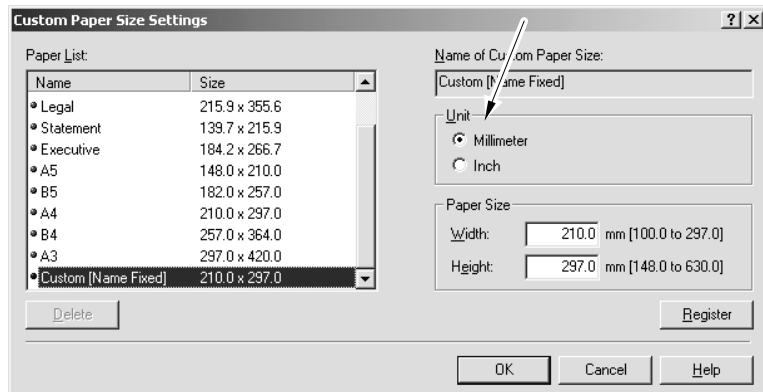 Custom Paper Size Settings
Paper List:
Name Size
Legal 215.9 x 355.6
Statement 139.7 x 215.9
Executive 184.2 x 266.7
A5 148.0 x 210.0
B5 182.0 x 257.0
A4 210.0 x 297.0
B4 257.0 x 364.0
A3 297.0 x 420.0
Custom [Name Fixed] 210.0 x 297.0
Delete
Name of Custom Paper Size:
Custom [Name Fixed]
Unit
Millimeter
Inch
Paper Size
Width: 210.0 mm [100.0 to 297.0]
Height: 297.0 mm [148.0 to 630.0]
Register
OK Cancel Help